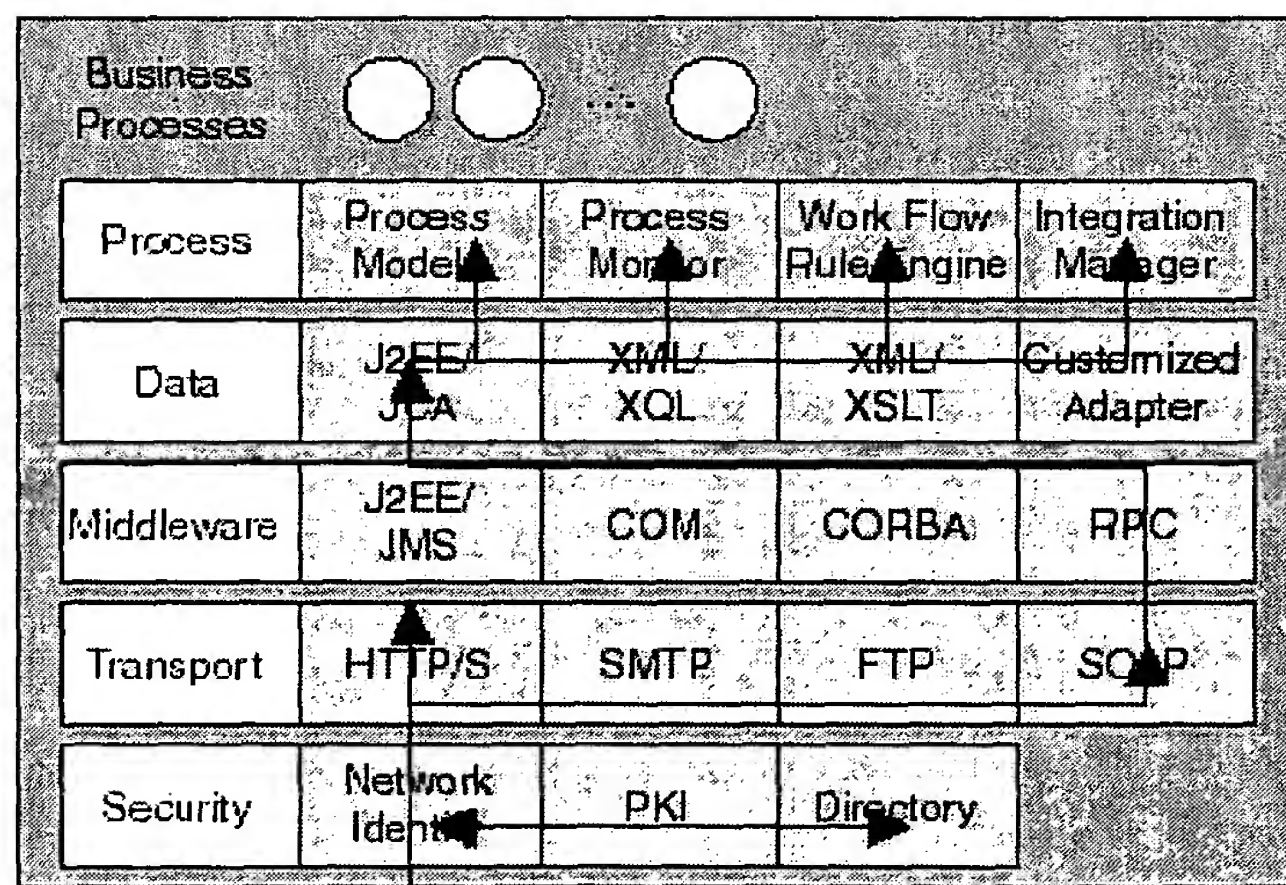 Business
Processes
Process
Process
Model
Process
Monitor
Work Flow
Rule Engine
Integration
Manager
Data
J2EE/
JCA
XML/
XQL
XML/
XSLT
Customized
Adapter
Middleware
J2EE/
JMS
COM
CORBA
RPC
Transport
HTTP/S
SMTP
FTP
SOAP
Security
Network
Identity
PKI
Directory